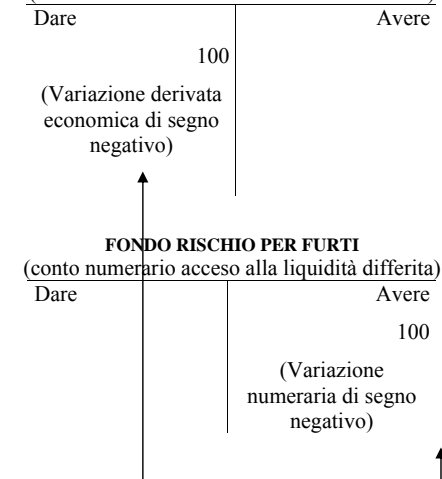 Dare Avere
100
(Variazione derivata
economica di segno
negativo)
FONDO RISCHIO PER FURTI
(conto numerario acceso alla liquidità differita)
Dare Avere
100
(Variazione
numeraria di segno
negativo)